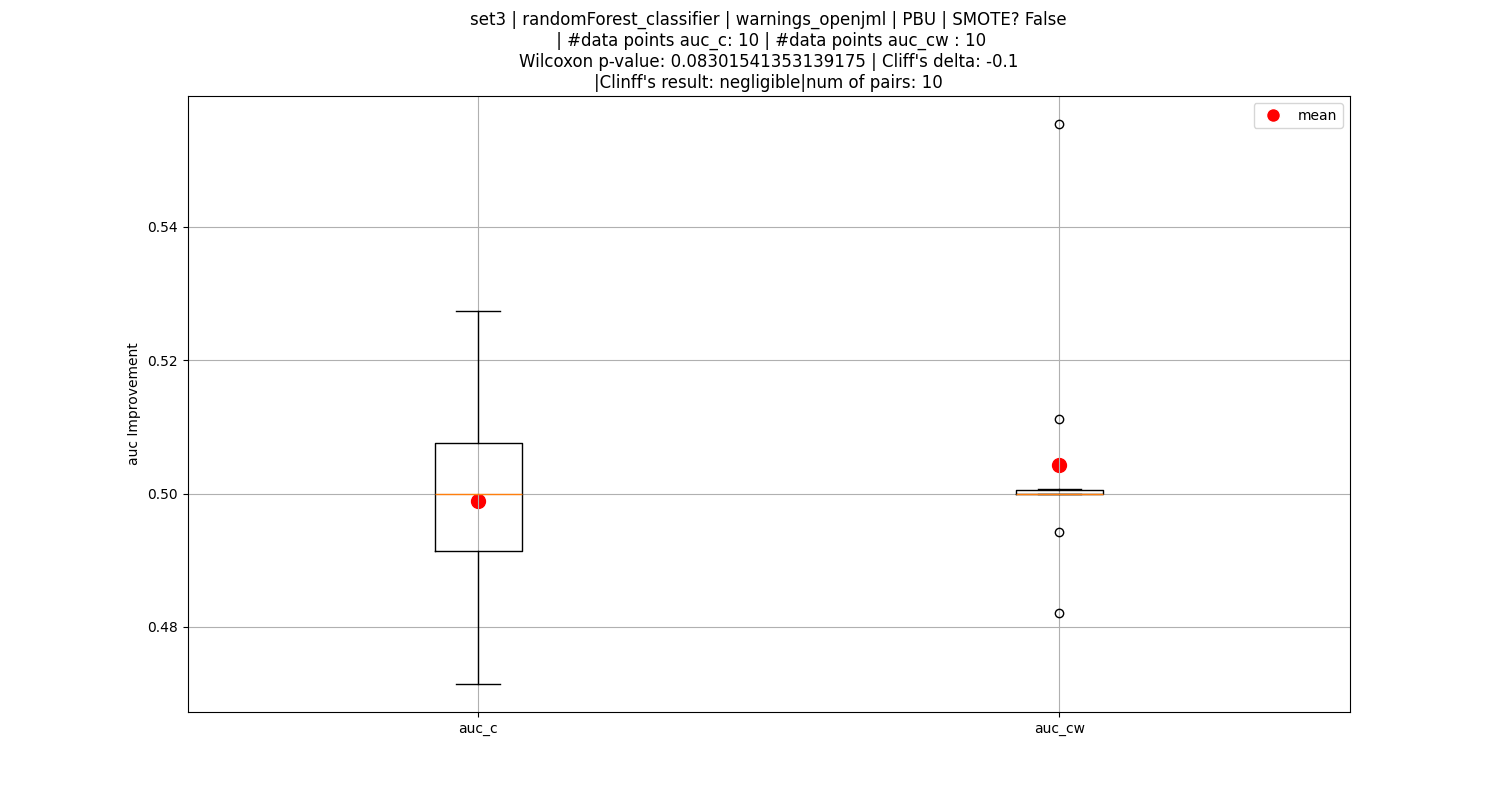 set3 | randomForest_classifier | warnings_openjml | PBU | SMOTE? False
| #data points auc_c: 10 | #data points auc_cw : 10
Wilcoxon p-value: 0.08301541353139175 | Cliff's delta: -0.1
|Clinff's result: negligible|num of pairs: 10
mean
auc Improvement
0.54
0.52
0.50
0.48
auc_c
auc_cw